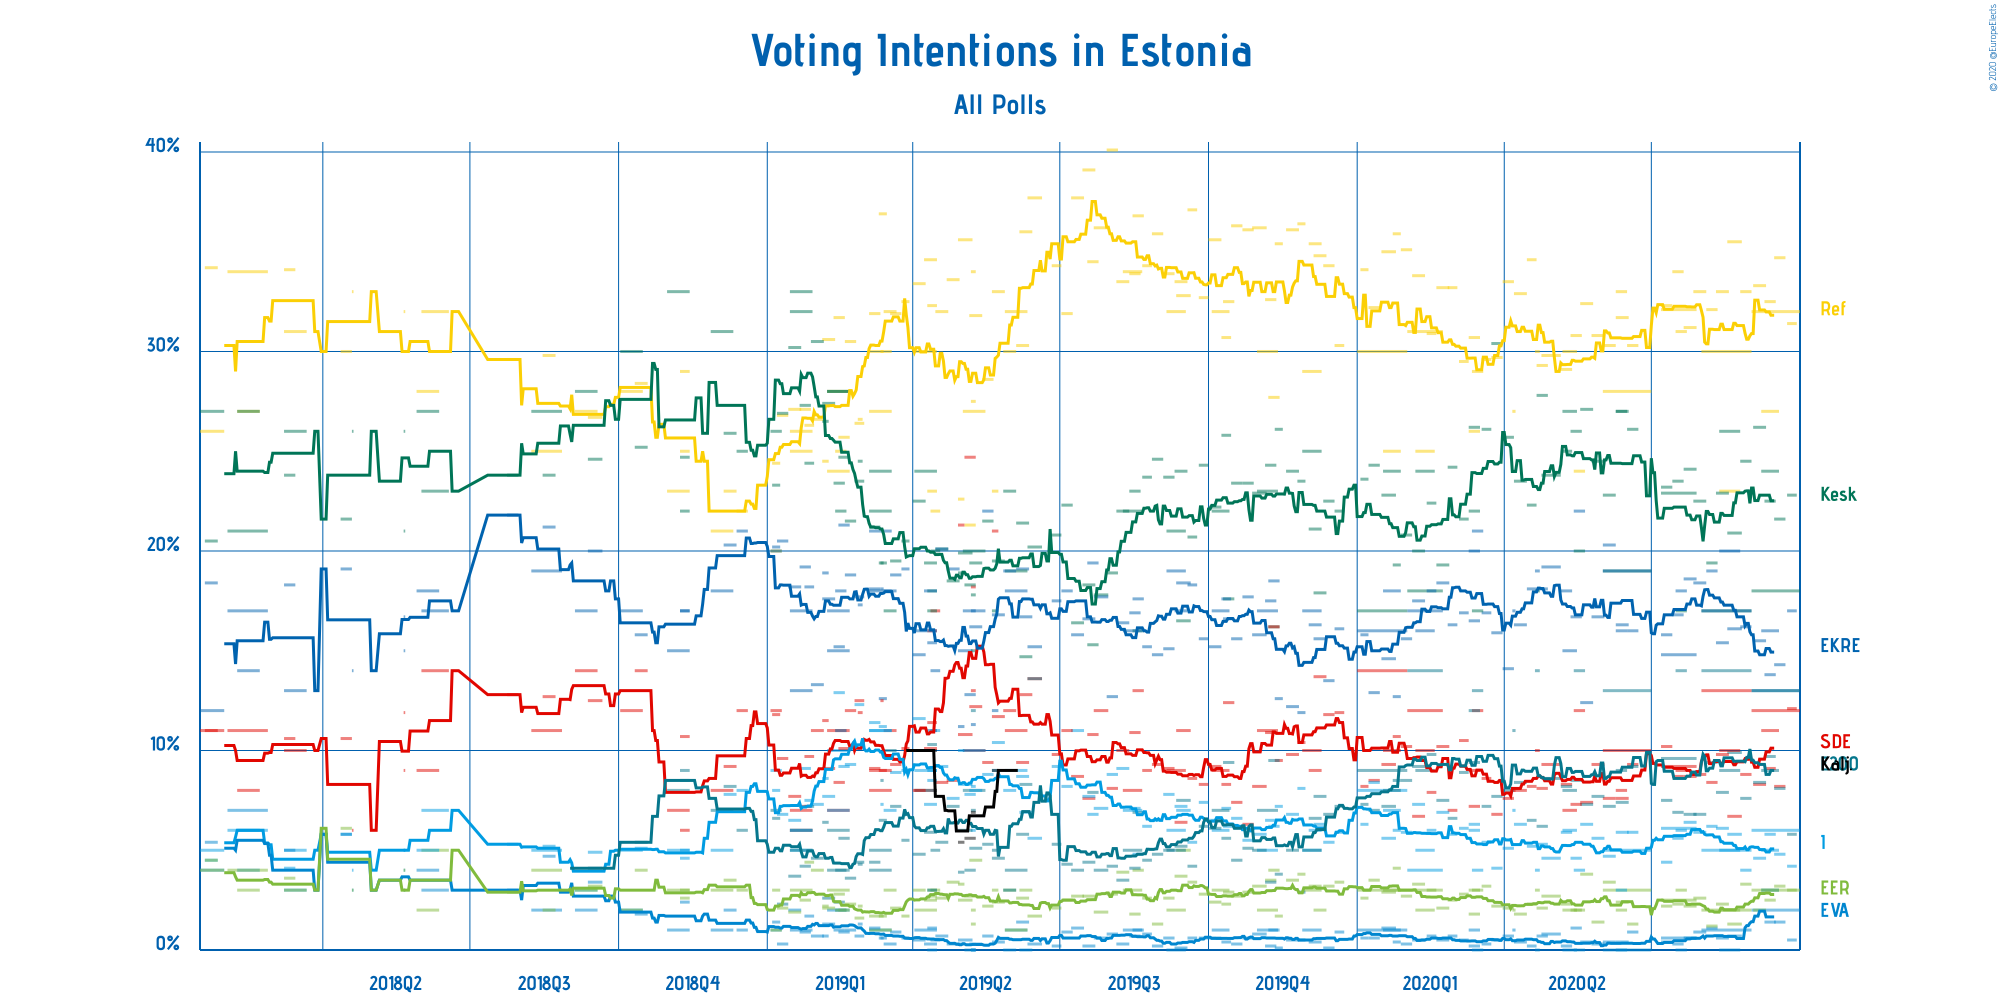 Voting Intentions in Estonia
All Polls
© 2020 @EuropeElects
40%
30%
20%
10%
0%
Ref
Kesk
EKRE
SDE
Kalj
I
EER
EVA
2018Q2
2018Q3
2018Q4
2019Q1
2019Q2
2019Q3
2019Q4
2020Q1
2020Q2